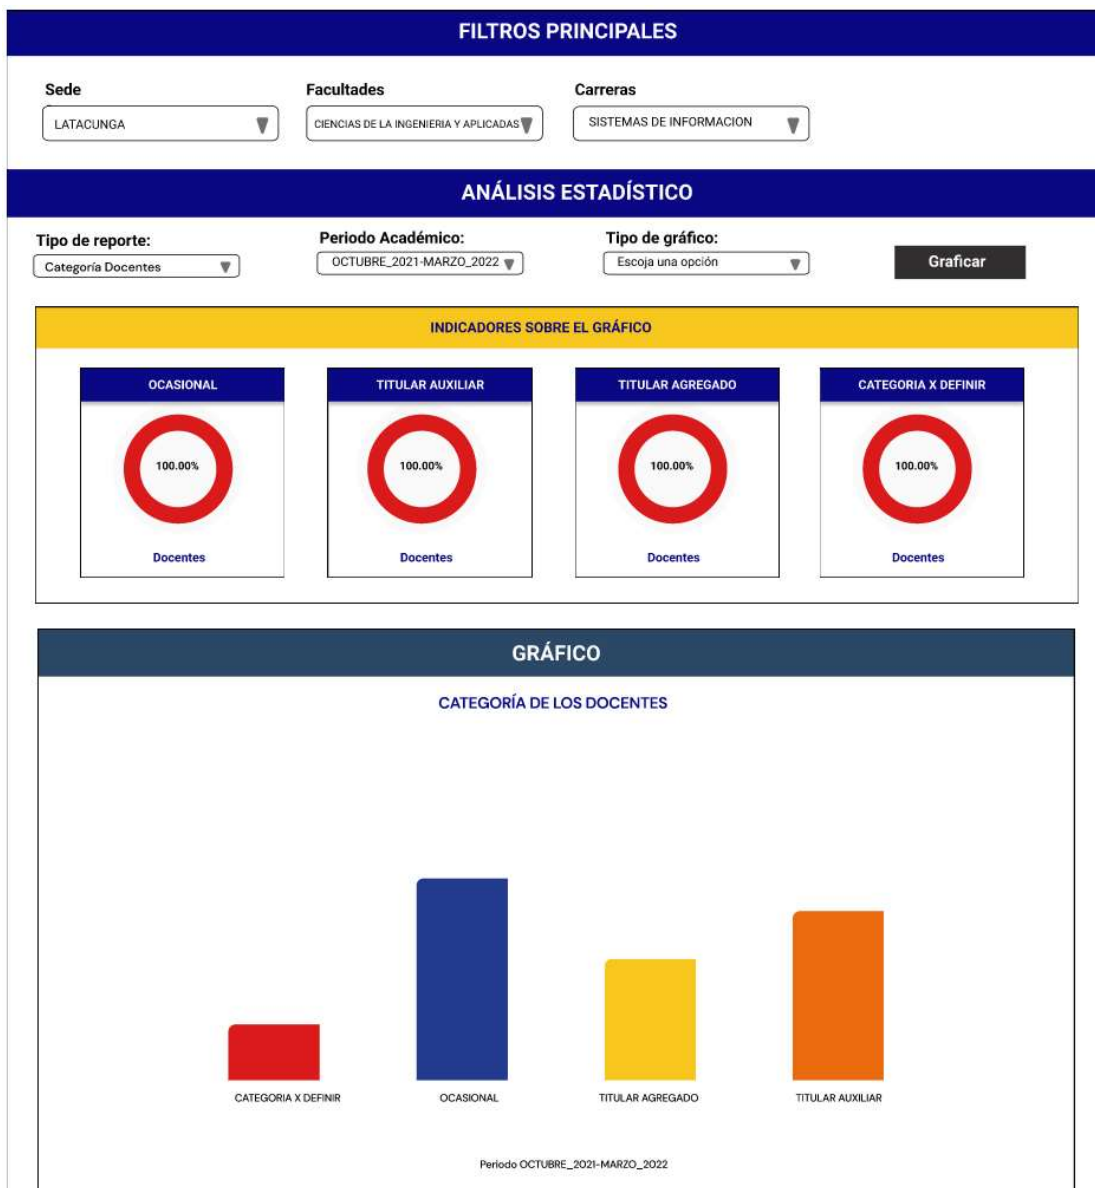 FILTROS PRINCIPALES
Sede
Facultades
Carreras
LATACUNGA
CIENCIAS DE LA INGENIERIA Y APLICADAS
SISTEMAS DE INFORMACION
ANÁLISIS ESTADÍSTICO
Tipo de reporte:
Periodo Académico:
Tipo de gráfico:
Categoría Docentes
OCTUBRE_2021-MARZO_2022
Escoja una opción
Graficar
INDICADORES SOBRE EL GRÁFICO
OCASIONAL
TITULAR AUXILIAR
TITULAR AGREGADO
CATEGORIA X DEFINIR
100.00%
100.00%
100.00%
100.00%
Docentes
Docentes
Docentes
Docentes
GRÁFICO
CATEGORÍA DE LOS DOCENTES
CATEGORIA X DEFINIR
OCASIONAL
TITULAR AGREGADO
TITULAR AUXILIAR
Periodo OCTUBRE_2021-MARZO_2022